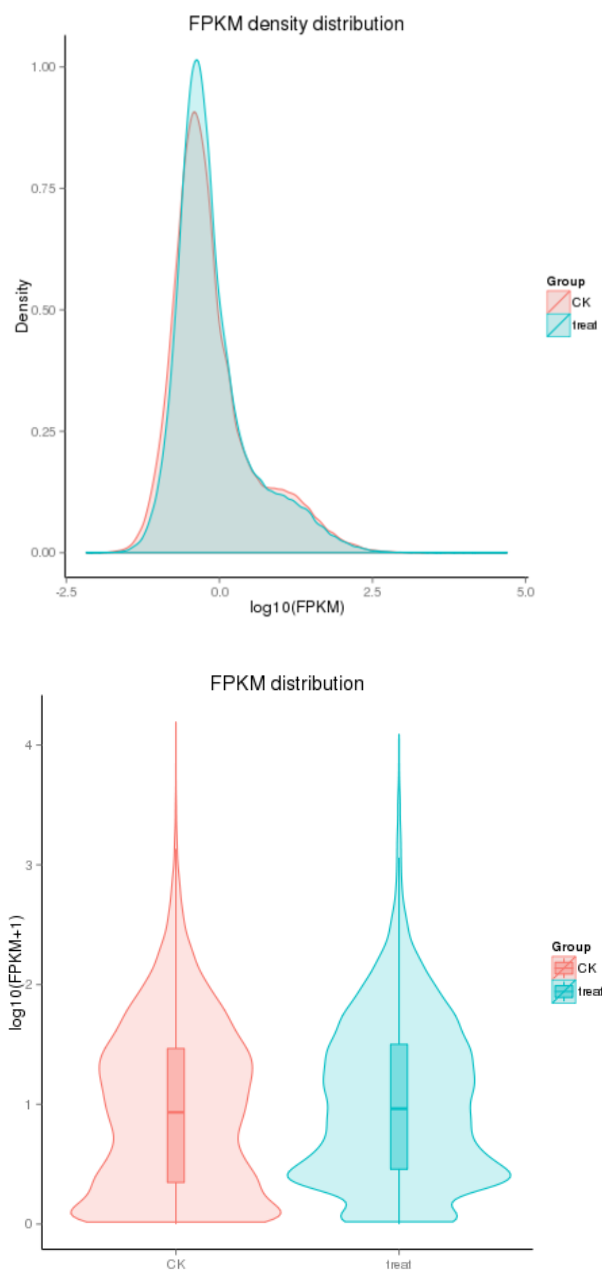 FPKM density distribution
1.00
0.75
0.50
0.25
0.00
Density
-2.5
0.0
2.5
5.0
log10(FPKM)
Group
CK
treat
FPKM distribution
4
3
2
1
0
log10(FPKM+1)
CK
treat
Group
CK
treat